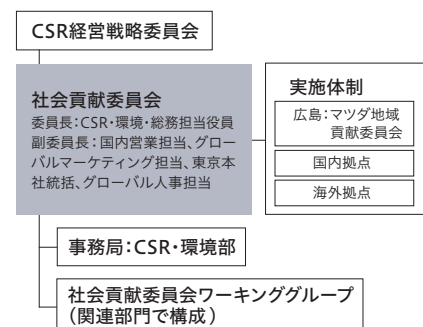 CSR経営戦略委員会
社会貢献委員会
委員長：CSR・環境・総務担当役員
副委員長：国内営業担当、グロー
バルマーケティング担当、東京本
社統括、グローバル人事担当
実施体制
広島：マツダ地域
貢献委員会
国内拠点
海外拠点
事務局：CSR・環境部
社会貢献委員会ワーキンググループ
（関連部門で構成）